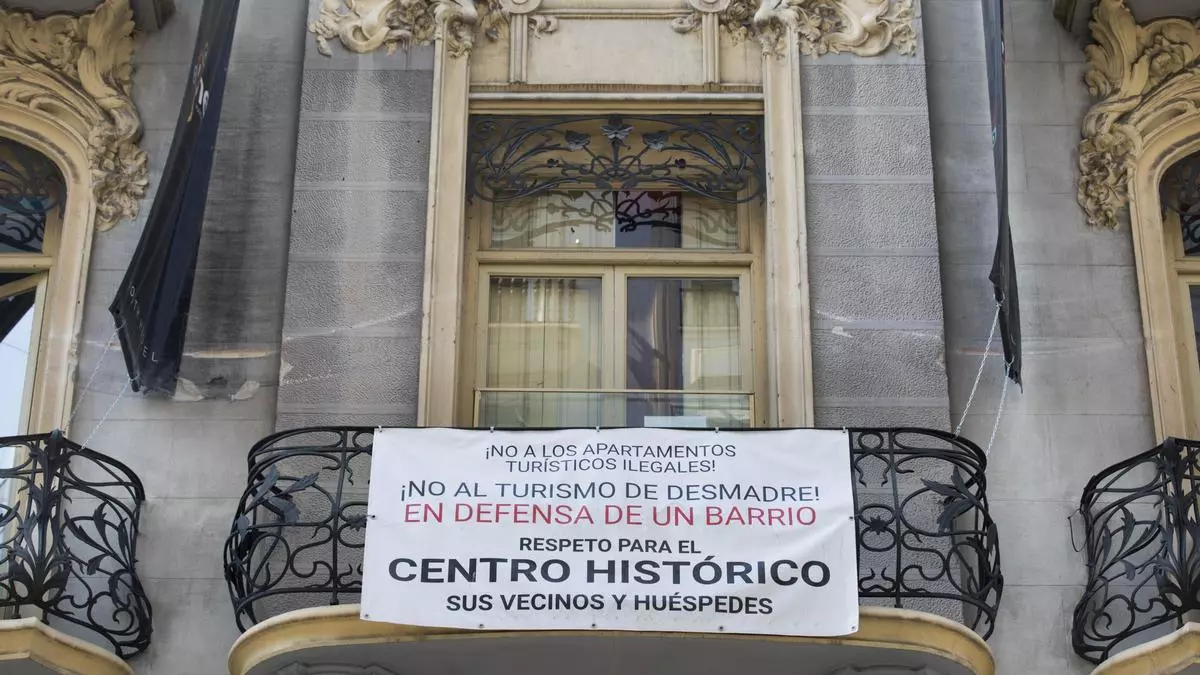 ¡NO A LOS APARTAMENTOS
TURÍSTICOS ILEGALES!
¡NO AL TURISMO DE DESMADRE!
EN DEFENSA DE UN BARRIO
RESPETO PARA EL
CENTRO HISTÓRICO
SUS VECINOS Y HUÉSPEDES